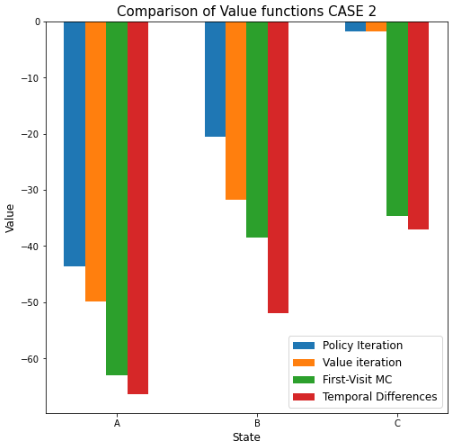 Comparison of Value functions CASE 2
0
−10
−20
−30
−40
−50
−60
Value
A
B
C
State
Policy Iteration
Value iteration
First-Visit MC
Temporal Differences